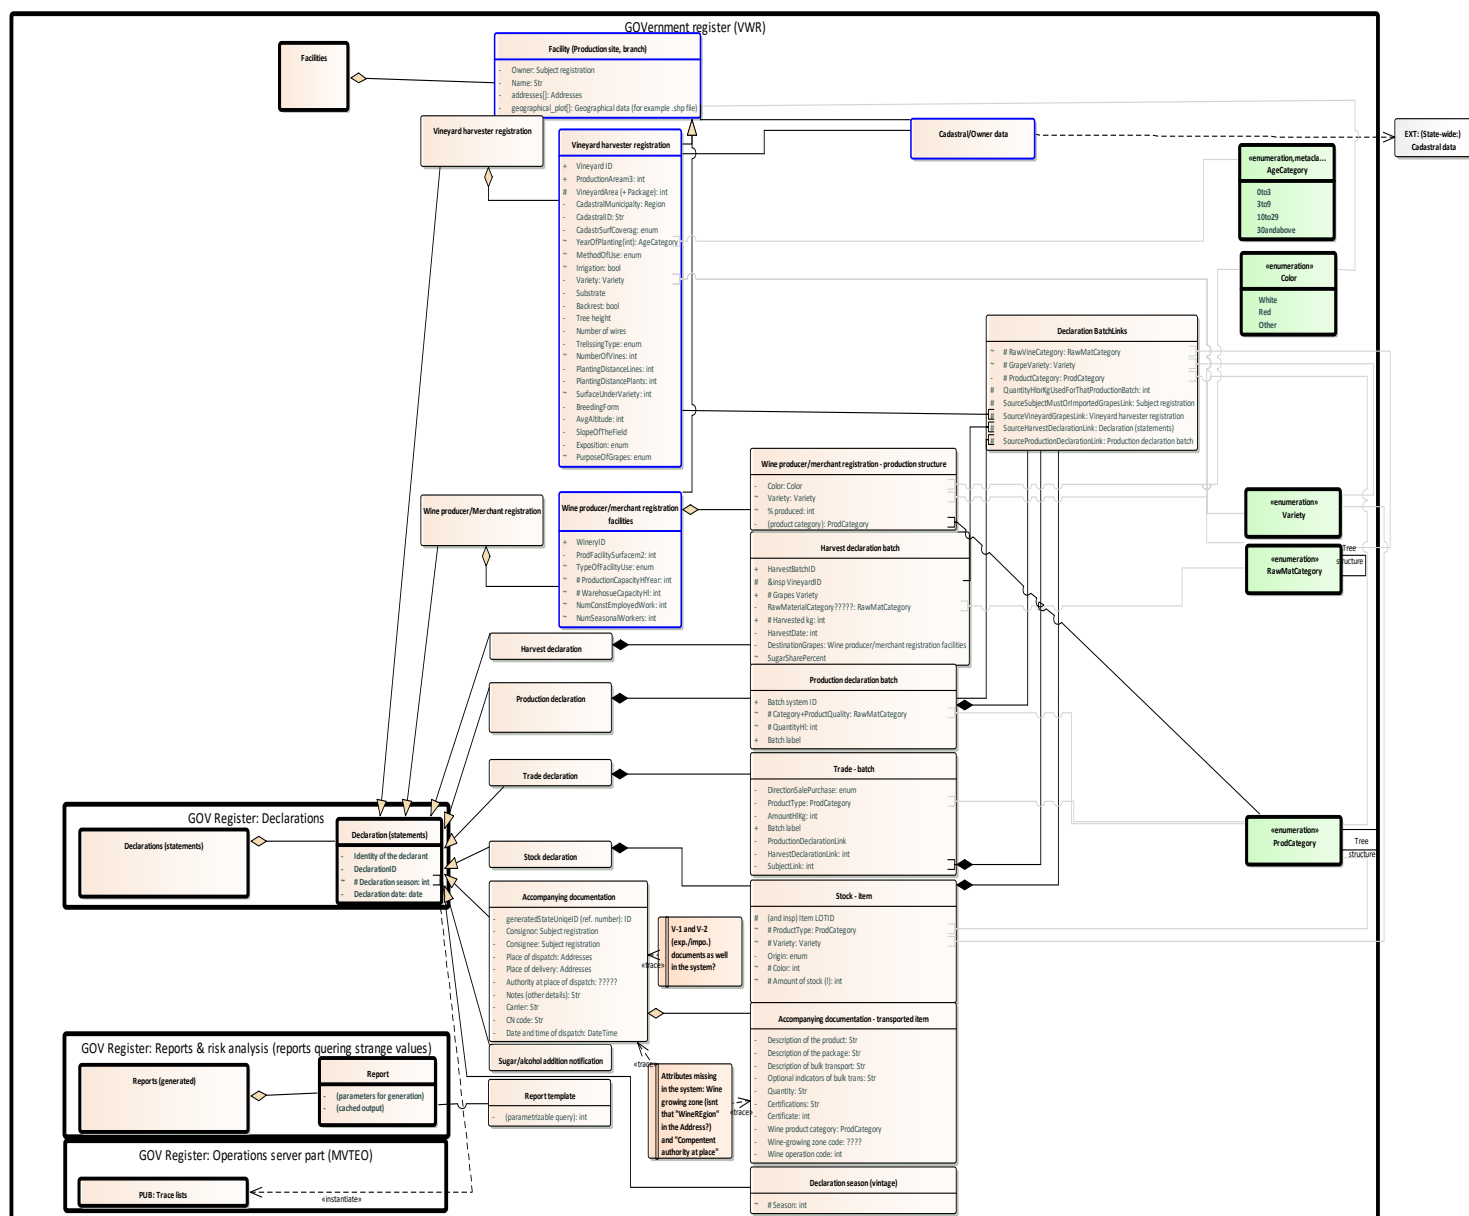 GOVernment register (VWR)
Facilities
Facility (Production site, branch)
- Owner: Subject registration
- Name: Str
- addresses[]: Addresses
- geographical_plot[]: Geographical data (for example .shp file)
Vineyard harvester registration
Vineyard harvester registration
+ Vineyard ID
+ ProductionAream3: int
# VineyardArea (+ Package): int
- CadastralMunicipalty: Region
- CadastralID: Str
- CadastrSurfCoverag: enum
~ YearOfPlanting(int): AgeCategory
~ MethodOfUse: enum
~ Irrigation: bool
- Variety: Variety
- Substrate
- Backrest: bool
- Tree height
- Number of wires
- TrelissingType: enum
~ NumberOfVines: int
- PlantingDistanceLines: int
- PlantingDistancePlants: int
~ SurfaceUnderVariety: int
- BreedingForm
- AvgAltitude: int
- SlopeOfTheField
- Exposition: enum
~ PurposeOfGrapes: enum
Cadastral/Owner data
EXT: (State-wide:)
Cadastral data
«enumeration,metacla...
AgeCategory
0to3
3to9
10to29
30andabove
«enumeration»
Color
White
Red
Other
Declaration BatchLinks
~ # RawVineCategory: RawMatCategory
~ # GrapeVariety: Variety
- # ProductCategory: ProdCategory
# QuantityHlorKgUsedForThatProductionBatch: int
# SourceSubjectMustOrImportedGrapesLink: Subject registration
# SourceVineyardGrapesLink: Vineyard harvester registration
# SourceHarvestDeclarationLink: Declaration (statements)
# SourceProductionDeclarationLink: Production declaration batch
Wine producer/merchant registration - production structure
- Color: Color
~ Variety: Variety
~ % produced: int
- (product category): ProdCategory
Wine producer/Merchant registration
Wine producer/merchant registration
facilities
+ WineryID
- ProdFacilitySurfacem2: int
~ TypeOfFacilityUse: enum
~ # ProductionCapacityHlYear: int
~ # WarehosueCapacityHl: int
~ NumConstEmployedWork: int
~ NumSeasonalWorkers: int
«enumeration»
Variety
«enumeration»
RawMatCategory
Tree
structure
Harvest declaration batch
+ HarvestBatchID
# &insp VineyardID
+ # Grapes Variety
- RawMaterialCategory?????: RawMatCategory
+ # Harvested kg: int
- HarvestDate: int
- DestinationGrapes: Wine producer/merchant registration facilities
~ SugarSharePercent
Harvest declaration
Production declaration
Production declaration batch
+ Batch system ID
~ # Category+ProductQuality: RawMatCategory
~ # QuantityHl: int
+ Batch label
Trade declaration
Trade - batch
- DirectionSalePurchase: enum
- ProductType: ProdCategory
- AmountHlKg: int
+ Batch label
- ProductionDeclarationLink
- HarvestDeclarationLink: int
- SubjectLink: int
«enumeration»
ProdCategory
Tree
structure
GOV Register: Declarations
Declarations (statements)
Declaration (statements)
- Identity of the declarant
- DeclarationID
~ # Declaration season: int
- Declaration date: date
Stock declaration
Stock - item
# (and insp) Item LOTID
~ # ProductType: ProdCategory
~ # Variety: Variety
- Origin: enum
~ # Color: int
~ # Amount of stock (l): int
Accompanying documentation
- generatedStateUniqeID (ref. number): ID
- Consignor: Subject registration
- Consignee: Subject registration
- Place of dispatch: Addresses
- Place of delivery: Addresses
- Authority at place of dispatch: ?????
- Notes (other details): Str
- Carrier: Str
- CN code: Str
- Date and time of dispatch: DateTime
V-1 and V-2
(exp./impo.)
documents as well
in the system?
«trace»
Accompanying documentation - transported item
- Description of the product: Str
- Description of the package: Str
- Description of bulk transport: Str
- Optional indicators of bulk trans: Str
- Quantity: Str
- Certifications: Str
- Certificate: int
- Wine product category: ProdCategory
- Wine-growing zone code: ????
- Wine operation code: int
Sugar/alcohol addition notification
«trace»
Attributes missing
in the system: Wine
growing zone (isnt
that "WineREgion"
in the Address?)
and "Compentent
authority at place"
«trace»
GOV Register: Reports & risk analysis (reports quering strange values)
Reports (generated)
Report
- (parameters for generation)
- (cached output)
Report template
- (parametrizable query): int
GOV Register: Operations server part (MVTEO)
PUB: Trace lists
«instantiate»
Declaration season (vintage)
~ # Season: int